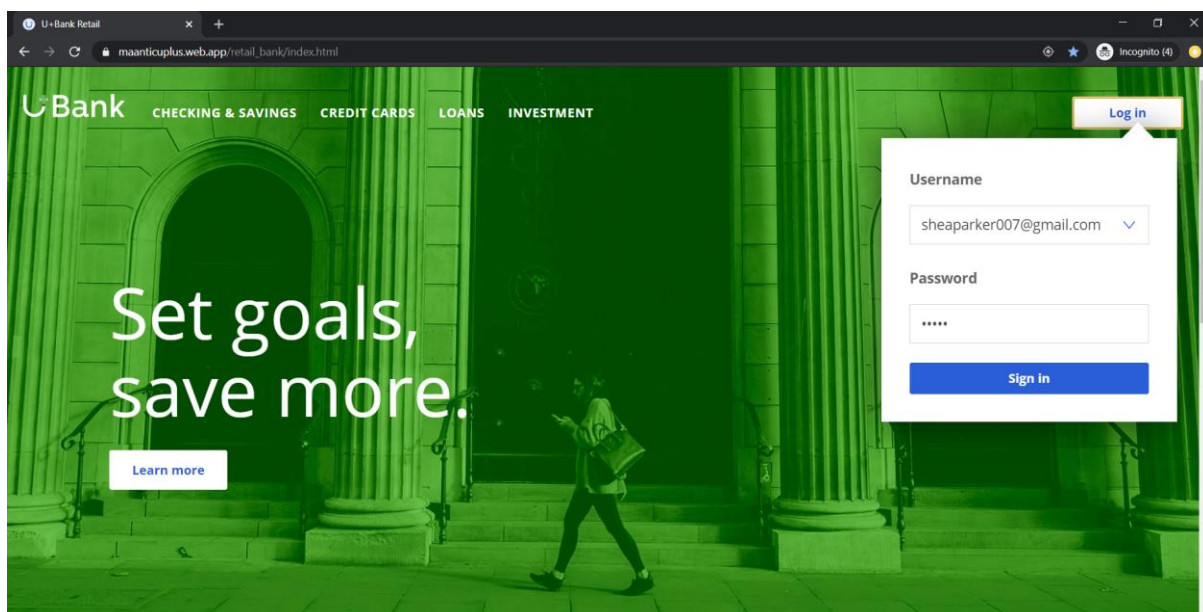 U+Bank Retail
maanticuplus.web.app/retail_bank/index.html
Incognito (4)
U+Bank
CHECKING & SAVINGS CREDIT CARDS LOANS INVESTMENT
Log in
Username
sheaparker007@gmail.com
Password
•••••
Sign in
Set goals,
save more.
Learn more